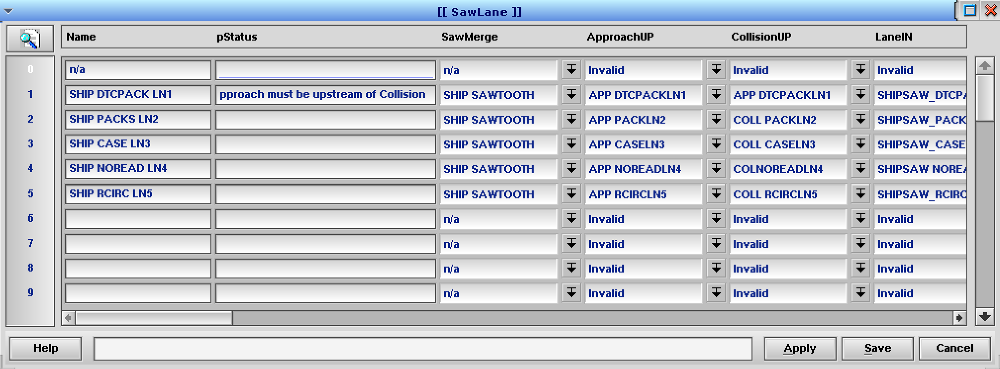 [[ SawLane ]]
Name pStatus SawMerge ApproachUP CollisionUP LaneIN
0 n/a n/a Invalid Invalid Invalid
1 SHIP DTCPACK LN1 pproach must be upstream of Collision SHIP SAWTOOTH APP DTCPACKLN1 APP DTCPACKLN1 SHIPSAW_DTCPA
2 SHIP PACKS LN2 SHIP SAWTOOTH APP PACKLN2 COLL PACKLN2 SHIPSAW_PACK
3 SHIP CASE LN3 SHIP SAWTOOTH APP CASELN3 COLL CASELN3 SHIPSAW_CASE
4 SHIP NOREAD LN4 SHIP SAWTOOTH APP NOREADLN4 COLNOREADLN4 SHIPSAW NOREA
5 SHIP RCIRC LN5 SHIP SAWTOOTH APP RCIRCLN5 COLL RCIRCLN5 SHIPSAW_RCIRC
6 n/a Invalid Invalid Invalid
7 n/a Invalid Invalid Invalid
8 n/a Invalid Invalid Invalid
9 n/a Invalid Invalid Invalid
Help Apply Save Cancel